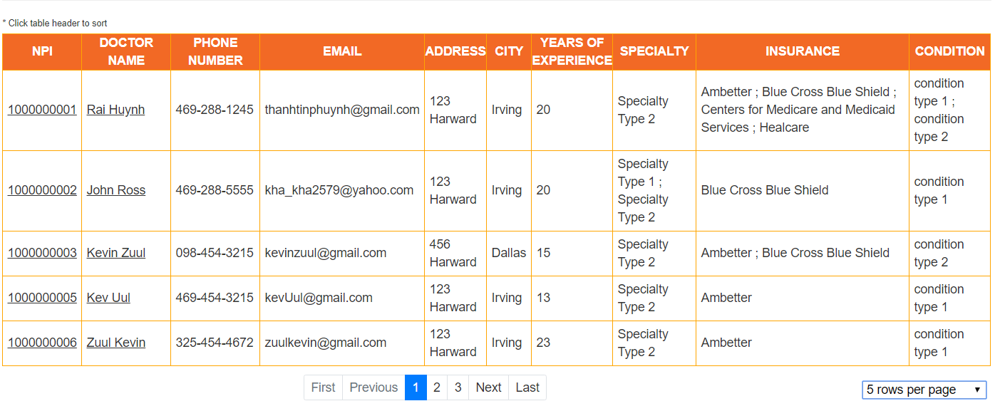 * Click table header to sort
NPI DOCTOR NAME PHONE NUMBER EMAIL ADDRESS CITY YEARS OF EXPERIENCE SPECIALTY INSURANCE CONDITION
1000000001 Rai Huynh 469-288-1245 thanhtinphuynh@gmail.com 123 Harward Irving 20 Specialty Type 2 Ambetter ; Blue Cross Blue Shield ; Centers for Medicare and Medicaid Services ; Healcare condition type 1 ; condition type 2
1000000002 John Ross 469-288-5555 kha_kha2579@yahoo.com 123 Harward Irving 20 Specialty Type 1 ; Specialty Type 2 Blue Cross Blue Shield condition type 1
1000000003 Kevin Zuul 098-454-3215 kevinzuul@gmail.com 456 Harward Dallas 15 Specialty Type 2 Ambetter ; Blue Cross Blue Shield condition type 2
1000000005 Kev Uul 469-454-3215 kevUul@gmail.com 123 Harward Irving 13 Specialty Type 2 Ambetter condition type 1
1000000006 Zuul Kevin 325-454-4672 zuulkevin@gmail.com 123 Harward Irving 23 Specialty Type 2 Ambetter condition type 1
First Previous 1 2 3 Next Last
5 rows per page